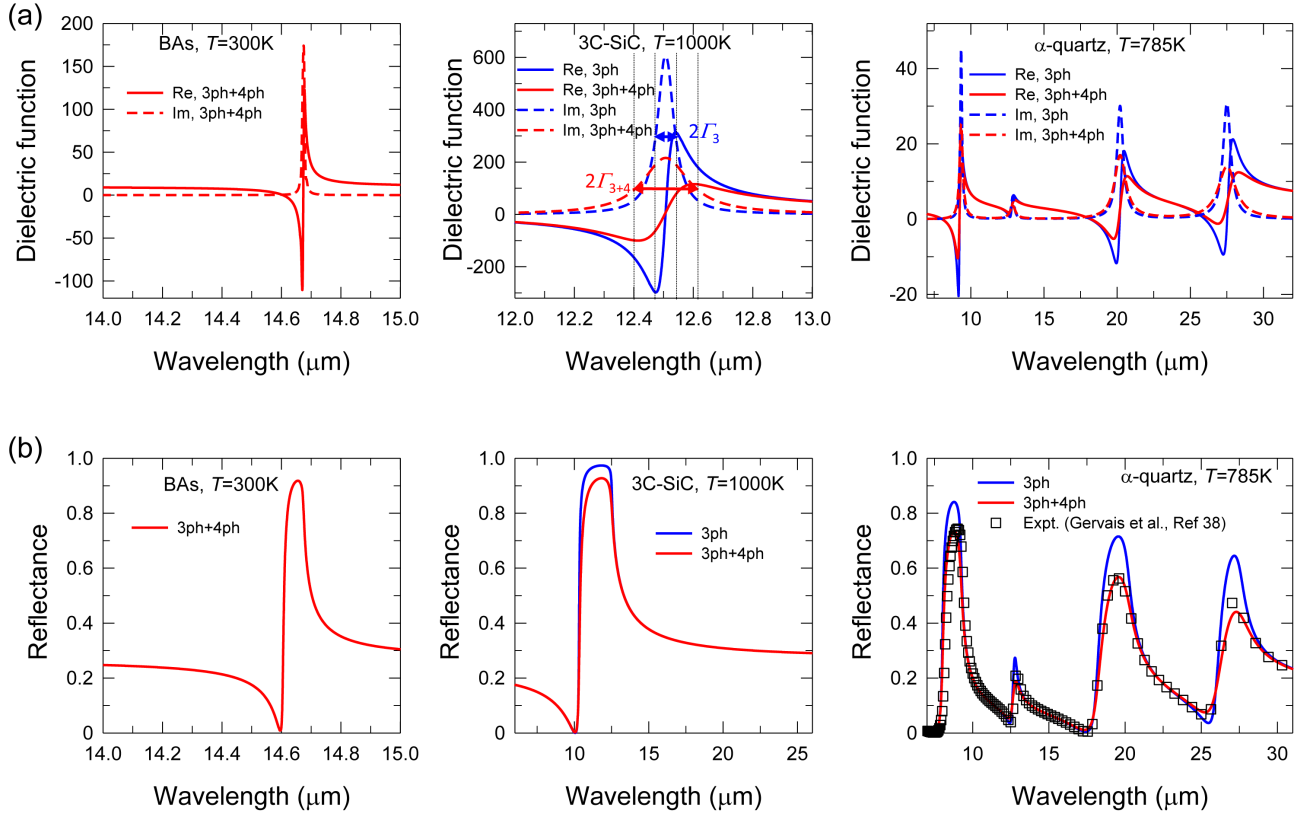 (a)
BAs, T=300K
Re, 3ph+4ph
Im, 3ph+4ph
Dielectric function
200
175
150
125
100
75
50
25
0
-25
-50
-75
-100
14.0 14.2 14.4 14.6 14.8 15.0
Wavelength (μm)
3C-SiC, T=1000K
Re, 3ph
Re, 3ph+4ph
Im, 3ph
Im, 3ph+4ph
2Γ3
2Γ3+4
Dielectric function
600
400
200
0
-200
12.0 12.2 12.4 12.6 12.8 13.0
Wavelength (μm)
α-quartz, T=785K
Re, 3ph
Re, 3ph+4ph
Im, 3ph
Im, 3ph+4ph
Dielectric function
40
20
0
-20
10 15 20 25 30
Wavelength (μm)
(b)
BAs, T=300K
3ph+4ph
Reflectance
1.0
0.8
0.6
0.4
0.2
0
14.0 14.2 14.4 14.6 14.8 15.0
Wavelength (μm)
3C-SiC, T=1000K
3ph
3ph+4ph
Reflectance
1.0
0.8
0.6
0.4
0.2
0
10 15 20 25
Wavelength (μm)
α-quartz, T=785K
3ph
3ph+4ph
Expt. (Gervais et al., Ref 38)
Reflectance
1.0
0.8
0.6
0.4
0.2
0
10 15 20 25 30
Wavelength (μm)